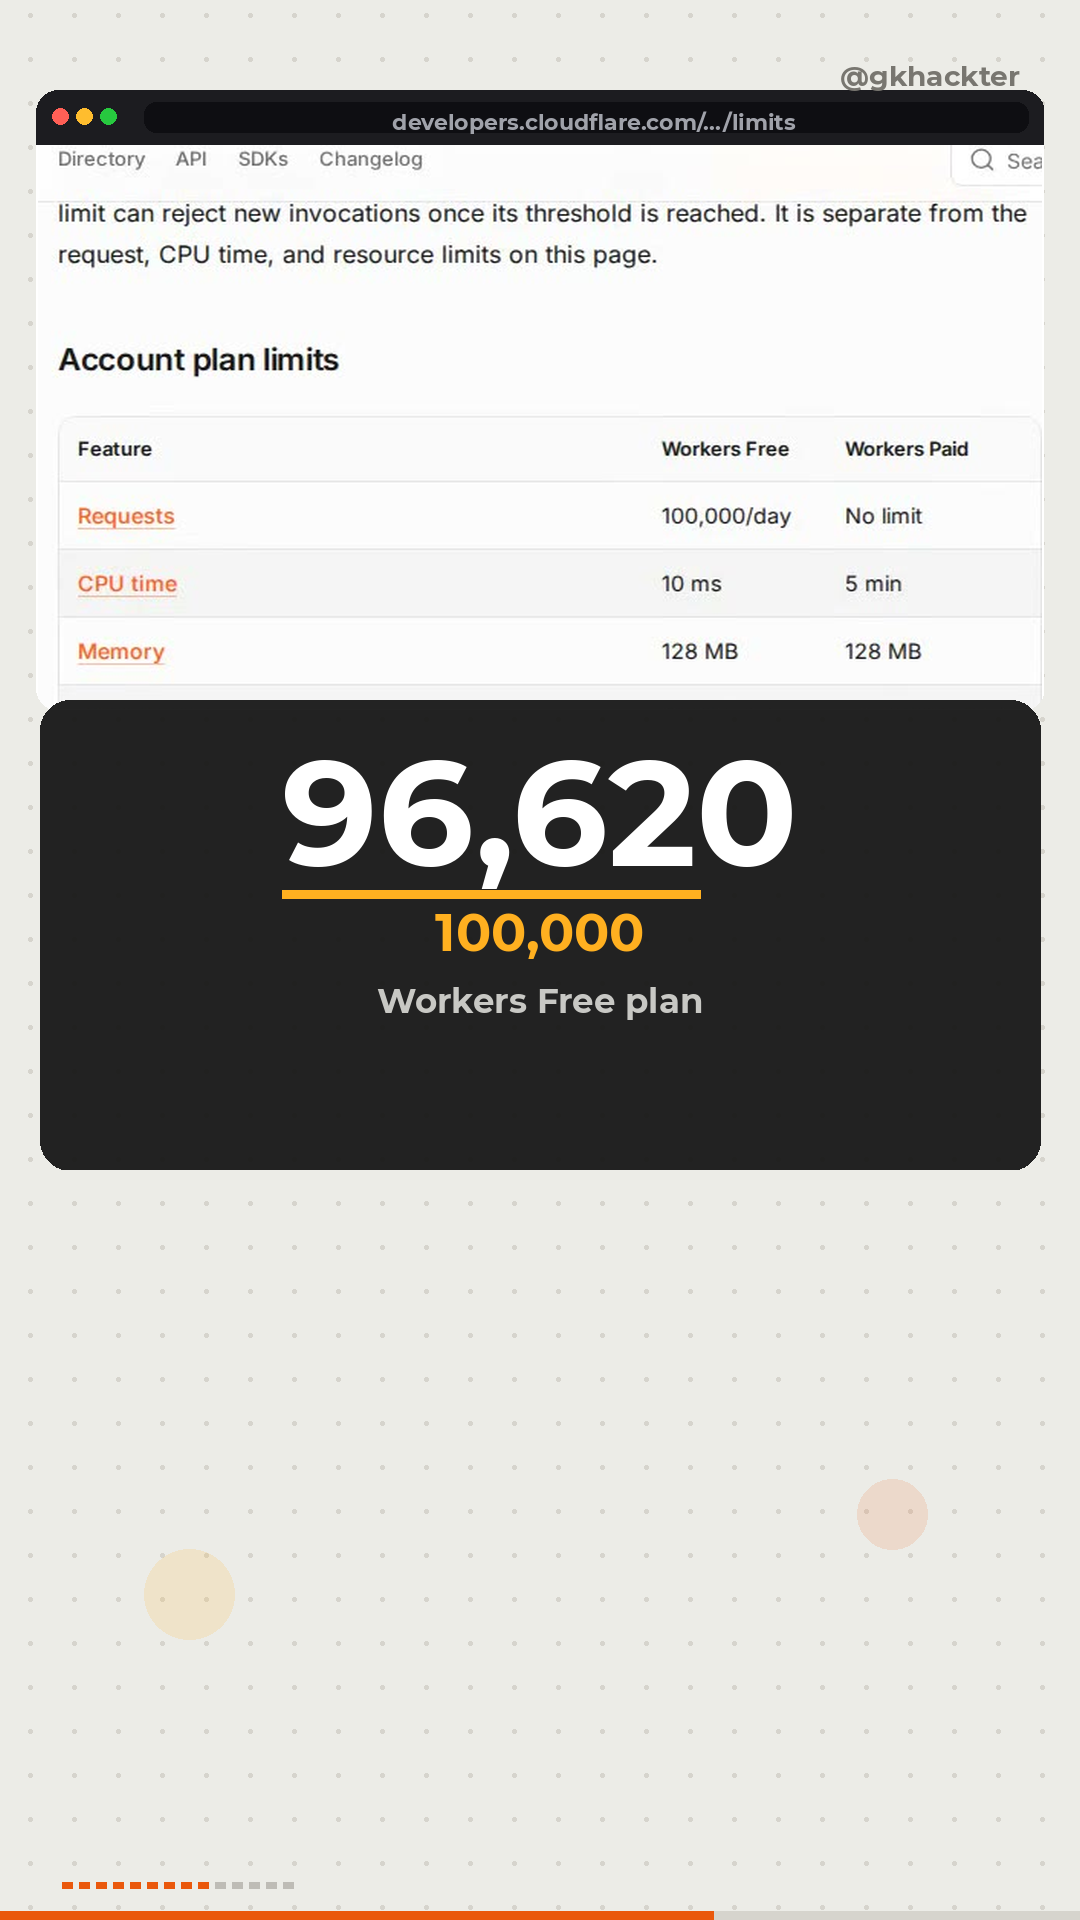 @gkhackter
developers.cloudflare.com/.../limits
Directory API SDKs Changelog Sea
limit can reject new invocations once its threshold is reached. It is separate from the
request, CPU time, and resource limits on this page.
Account plan limits
Feature Workers Free Workers Paid
Requests 100,000/day No limit
CPU time 10 ms 5 min
Memory 128 MB 128 MB
96,620
100,000
Workers Free plan